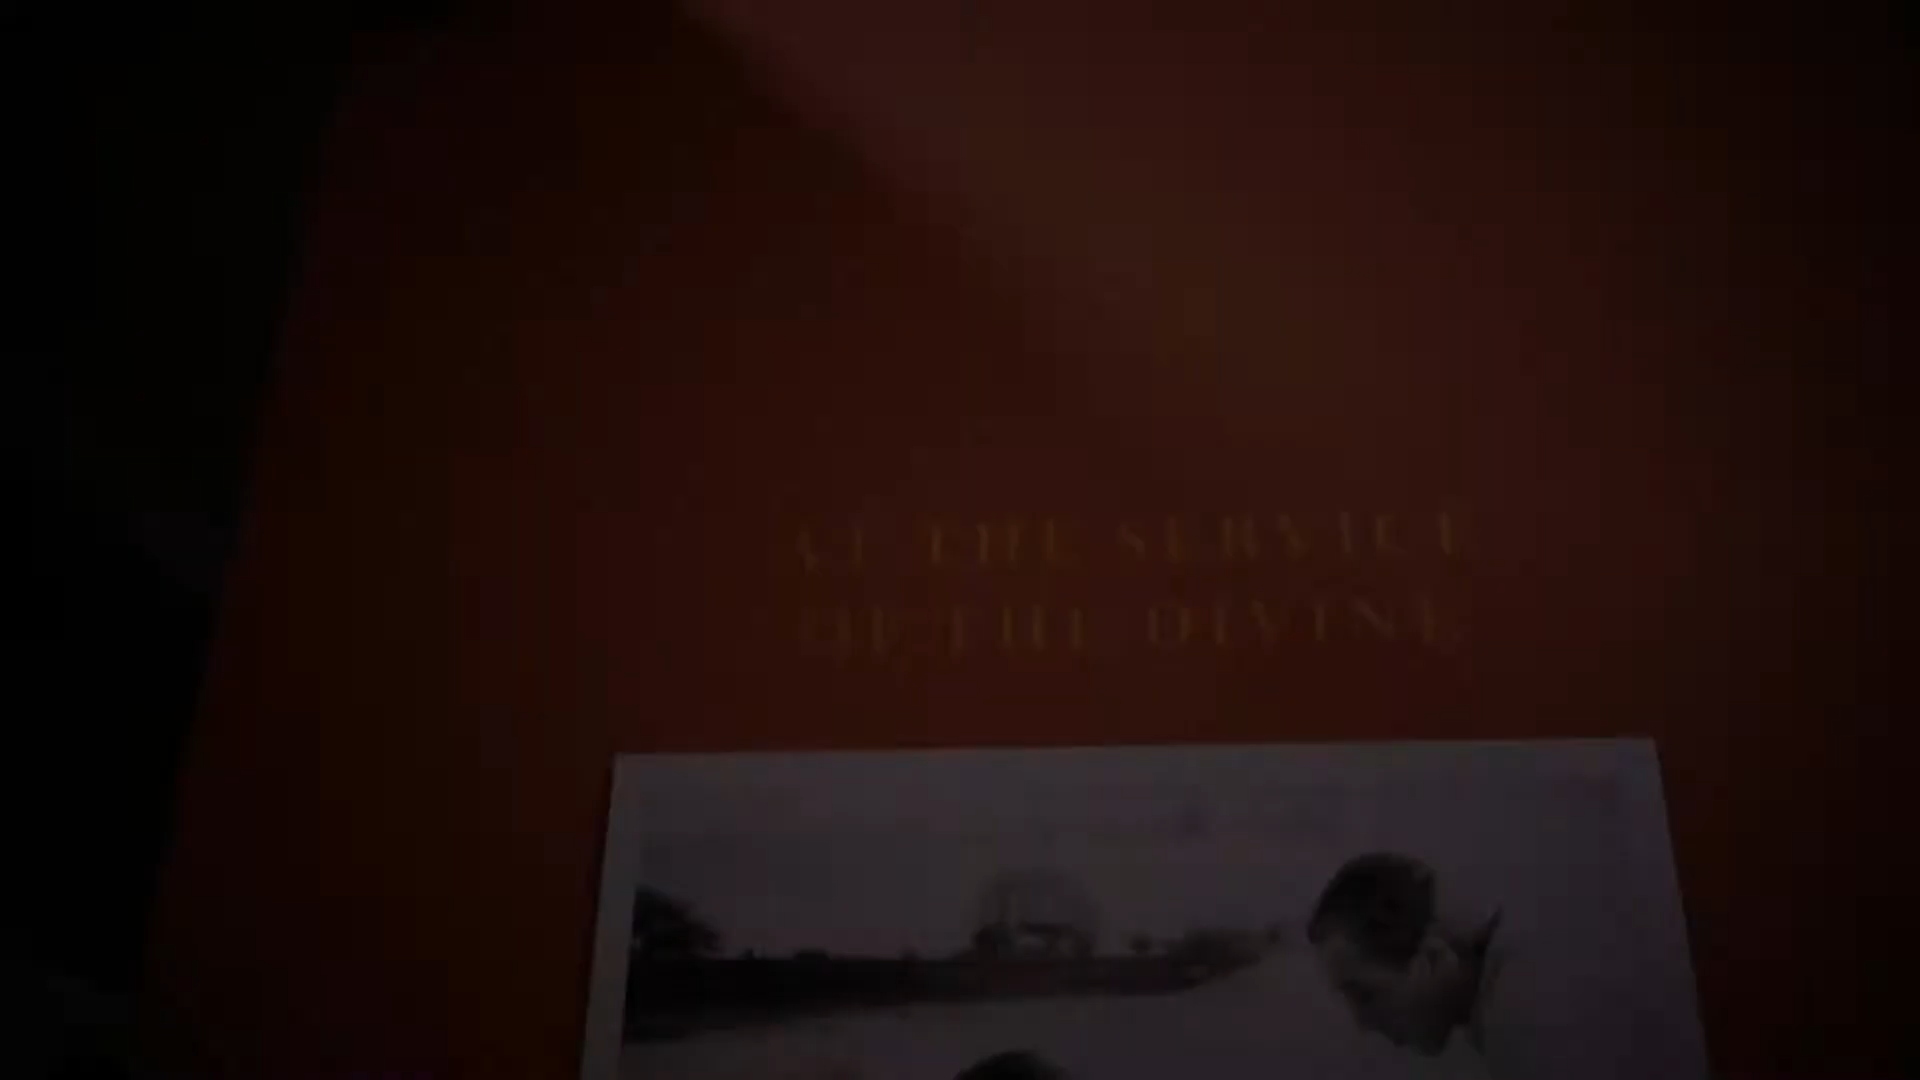 AT THE SERVICE
OF THE DIVINE